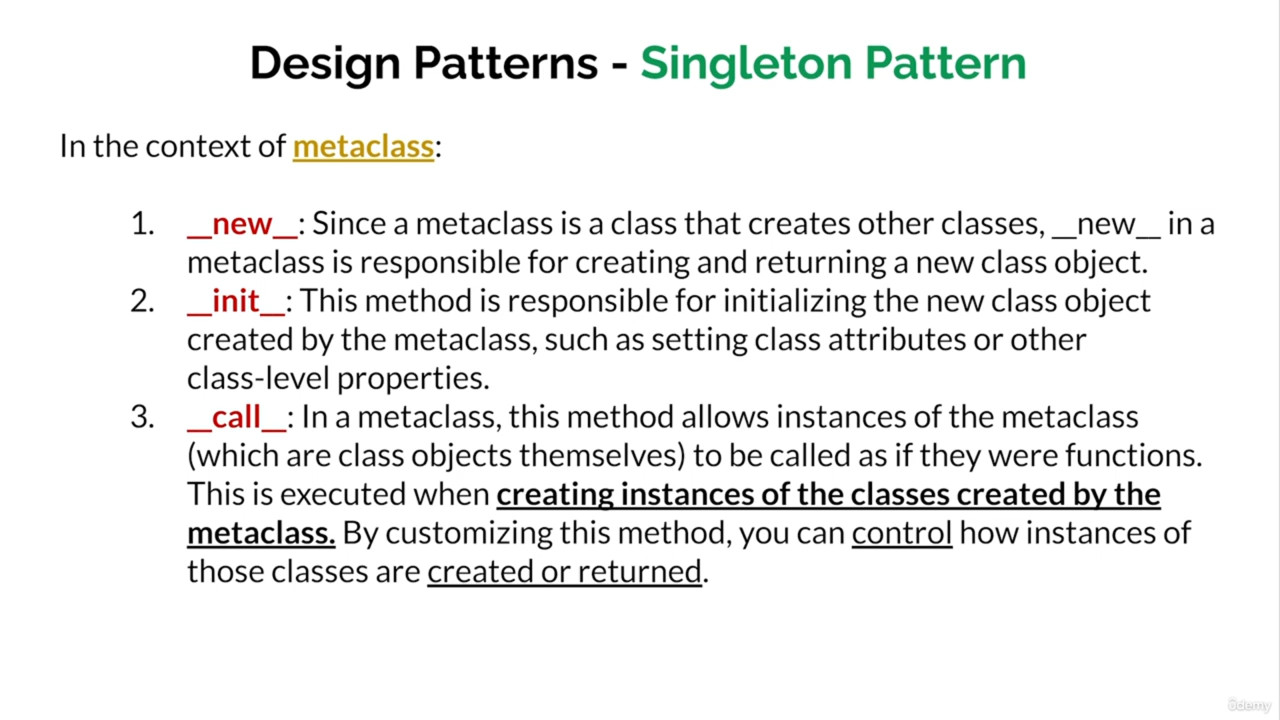 Design Patterns - Singleton Pattern
In the context of metaclass:
1. __new__: Since a metaclass is a class that creates other classes, __new__ in a
metaclass is responsible for creating and returning a new class object.
2. __init__: This method is responsible for initializing the new class object
created by the metaclass, such as setting class attributes or other
class-level properties.
3. __call__: In a metaclass, this method allows instances of the metaclass
(which are class objects themselves) to be called as if they were functions.
This is executed when creating instances of the classes created by the
metaclass. By customizing this method, you can control how instances of
those classes are created or returned.
ûdemy